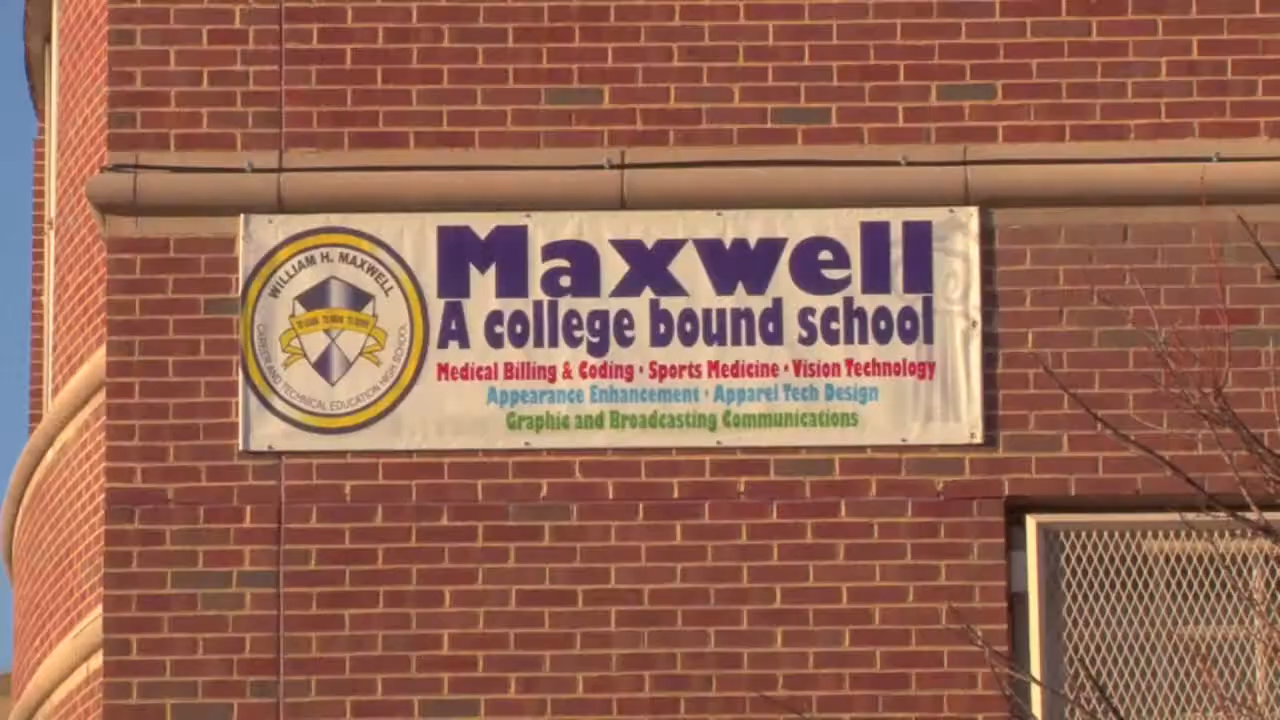 WILLIAM H. MAXWELL
CAREER AND TECHNICAL EDUCATION HIGH SCHOOL
Maxwell
A college bound school
Medical Billing & Coding • Sports Medicine • Vision Technology
Appearance Enhancement • Apparel Tech Design
Graphic and Broadcasting Communications